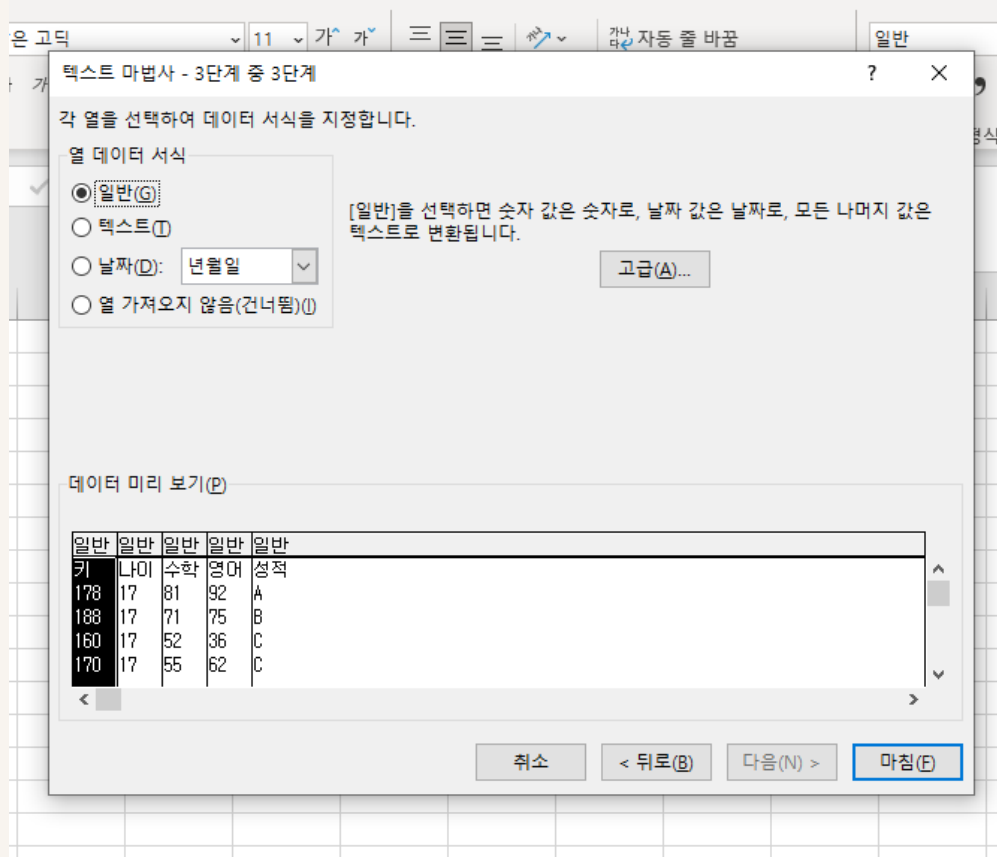 은 고딕 11 가 가 가나다 자동 줄 바꿈 일반
가
텍스트 마법사 - 3단계 중 3단계 ? ×
각 열을 선택하여 데이터 서식을 지정합니다.
열 데이터 서식
일반(G)
텍스트(T)
날짜(D): 년월일
열 가져오지 않음(건너뜀)(I)
[일반]을 선택하면 숫자 값은 숫자로, 날짜 값은 날짜로, 모든 나머지 값은
텍스트로 변환됩니다.
고급(A)...
데이터 미리 보기(P)
일반 일반 일반 일반 일반
키 나이 수학 영어 성적
178 17 81 92 A
188 17 71 75 B
160 17 52 36 C
170 17 55 62 C
취소 < 뒤로(B) 다음(N) > 마침(F)